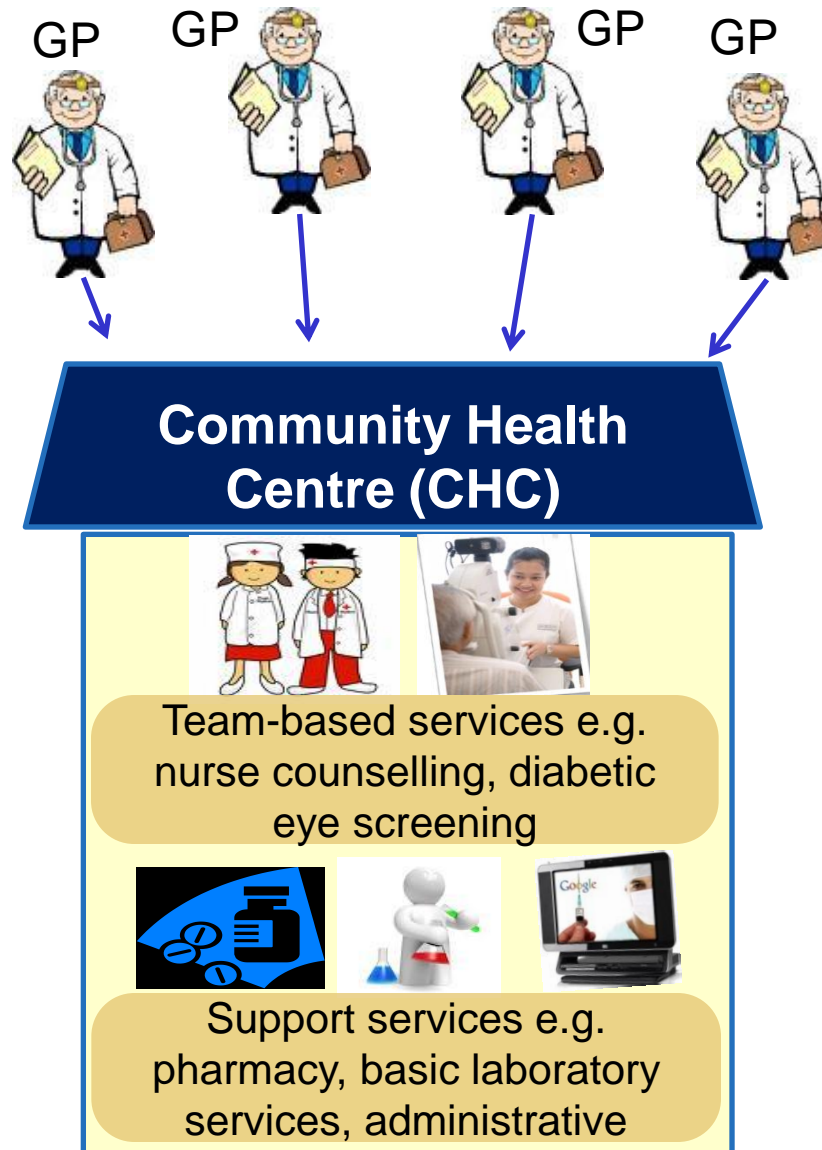 GP
GP
GP
GP
Community Health
Centre (CHC)
Team-based services e.g.
nurse counselling, diabetic
eye screening
Google
Support services e.g.
pharmacy, basic laboratory
services, administrative